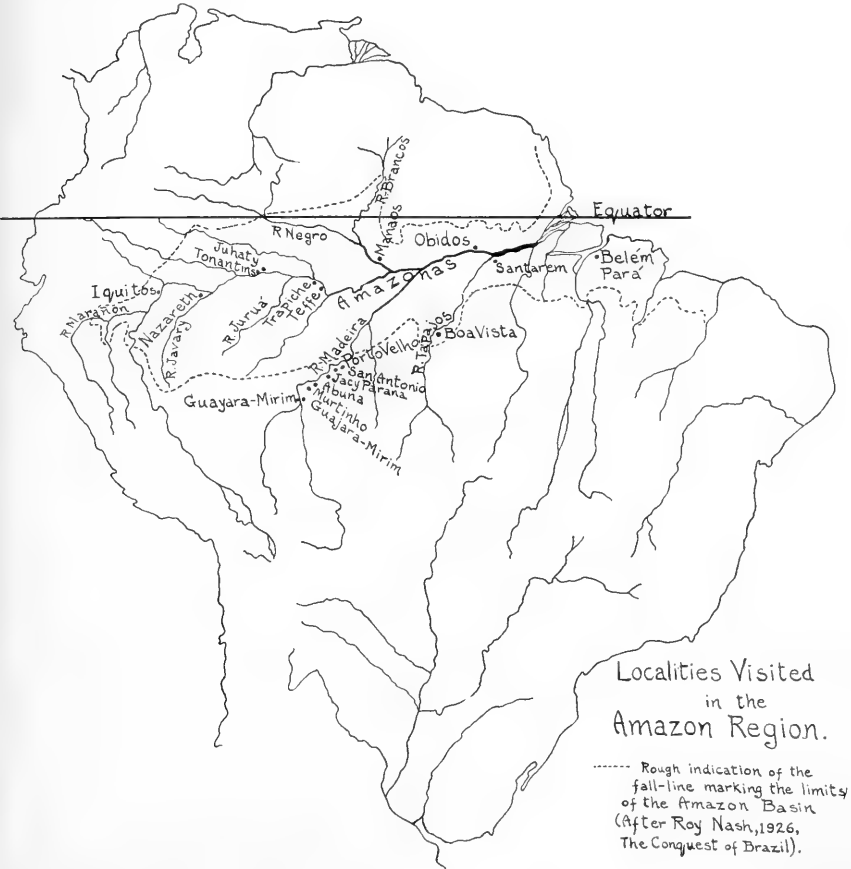 R. Brancos
Equator
Manaos
R Negro
Obidos
Juhaty
Tonantins
Santarem
Belém
Pará
Amazonas
Iquitos
Trapiche
Teffe
R. Marañon
Nazareth
R. Javary
R. Juruá
R. Madeira
Porto Velho
R. Tapajos
Boa Vista
San Antonio
Jacy Parana
Abuna
Murtinho
Guayara-Mirim
Guajara-Mirim
Localities Visited
in the
Amazon Region.
Rough indication of the
fall-line marking the limits
of the Amazon Basin
(After Roy Nash, 1926,
The Conquest of Brazil).